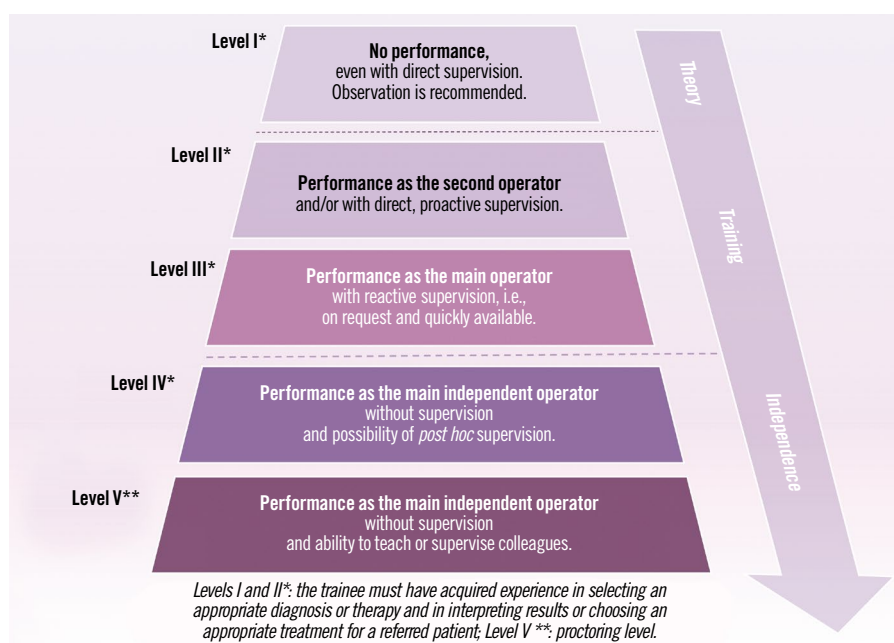 Level I*
No performance,
even with direct supervision.
Observation is recommended.
Theory
Level II*
Performance as the second operator
and/or with direct, proactive supervision.
Training
Level III*
Performance as the main operator
with reactive supervision, i.e.,
on request and quickly available.
Level IV*
Performance as the main independent operator
without supervision
and possibility of post hoc supervision.
Independence
Level V**
Performance as the main independent operator
without supervision
and ability to teach or supervise colleagues.
Levels I and II*: the trainee must have acquired experience in selecting an
appropriate diagnosis or therapy and in interpreting results or choosing an
appropriate treatment for a referred patient; Level V **: proctoring level.